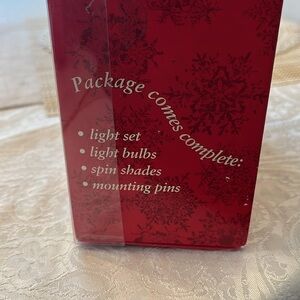 Package comes complete:
• light set
• light bulbs
• spin shades
• mounting pins